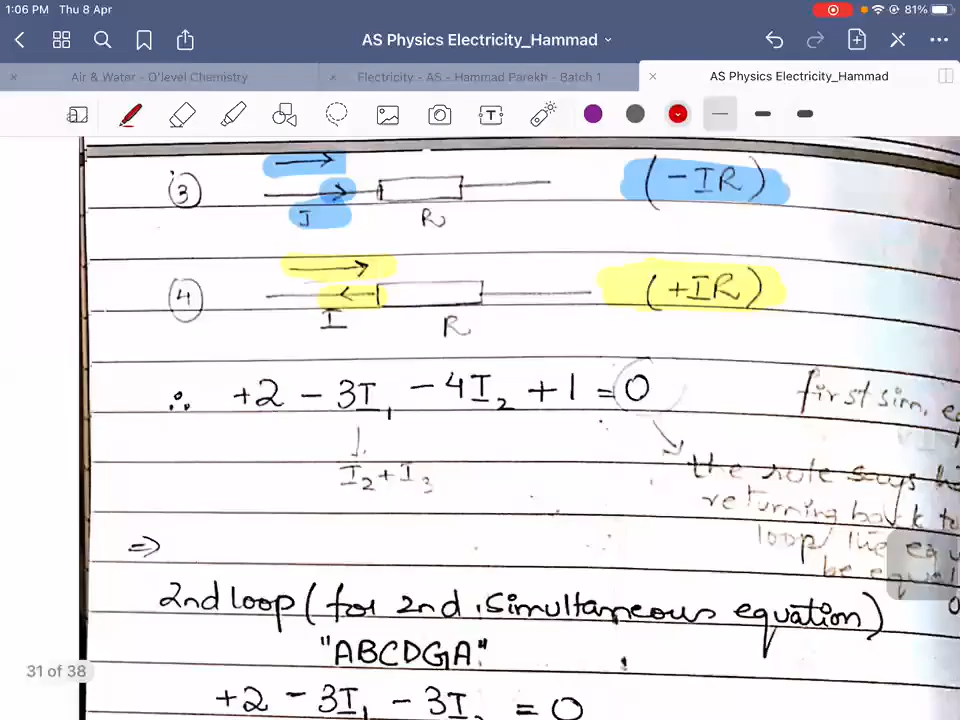 1:06 PM Thu 8 Apr
81%
AS Physics Electricity_Hammad
Air & Water - O'level Chemistry
Electricity - AS - Hammad Parekh - Batch 1
AS Physics Electricity_Hammad
3 I R (-IR)
4 I R (+IR)
∴ +2 - 3I₁ - 4I₂ + 1 = 0
first sim. e
I₂ + I₃
the rule says
returning back to
loop, the eq
be equal
0
⇒
2nd loop (for 2nd simultaneous equation)
"ABCDGA"
31 of 38
+2 - 3I₁ - 3I = 0